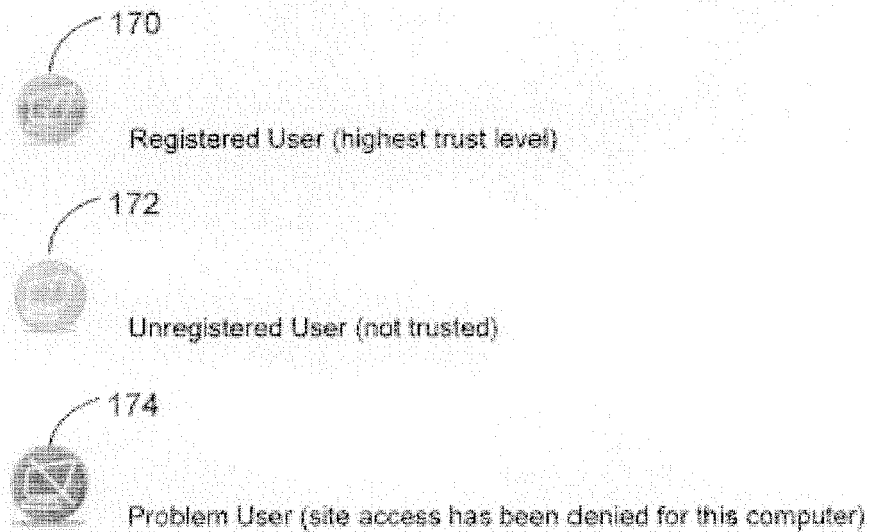 170
Registered User (highest trust level)
172
Unregistered User (not trusted)
174
Problem User (site access has been denied for this computer)